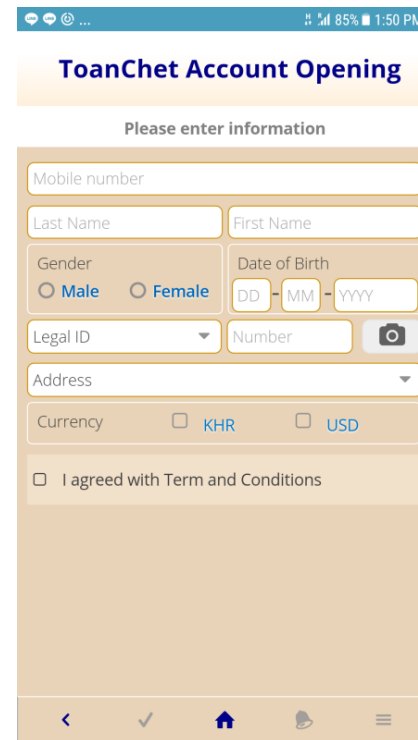 ... 85% 1:50 PM
ToanChet Account Opening
Please enter information
Mobile number
Last Name First Name
Gender Date of Birth
Male Female DD - MM - YYYY
Legal ID Number
Address
Currency KHR USD
I agreed with Term and Conditions